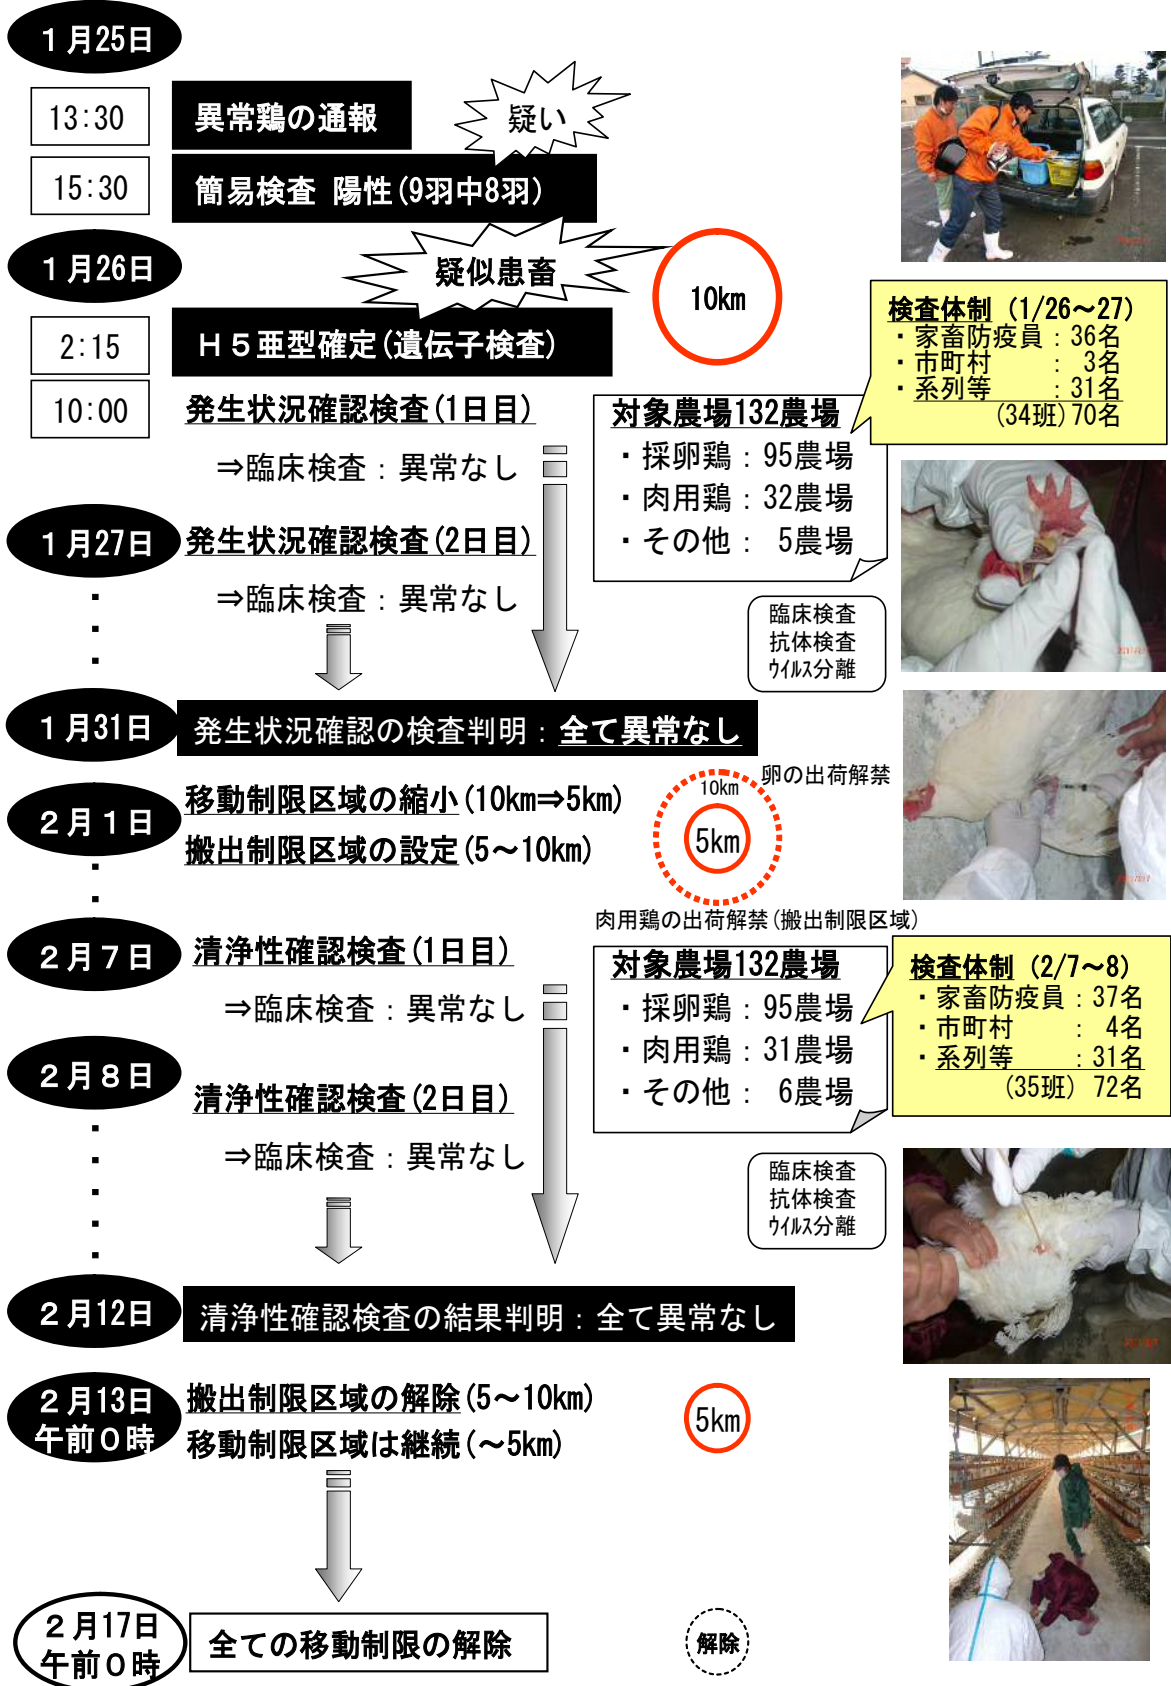 １月25日
13:30
異常鶏の通報
疑い
15:30
簡易検査 陽性(9羽中8羽)
１月26日
疑似患畜
10km
2:15
Ｈ５亜型確定(遺伝子検査)
検査体制（1/26～27）
・家畜防疫員：36名
・市町村　　： 3名
・系列等　　：31名
(34班)70名
10:00
発生状況確認検査(1日目)
⇒臨床検査：異常なし
対象農場132農場
・採卵鶏：95農場
・肉用鶏：32農場
・その他： 5農場
１月27日
発生状況確認検査(2日目)
⇒臨床検査：異常なし
臨床検査
抗体検査
ｳｲﾙｽ分離
１月31日
発生状況確認の検査判明：全て異常なし
２月１日
移動制限区域の縮小(10km⇒5km)
搬出制限区域の設定(5～10km)
10km
5km
卵の出荷解禁
肉用鶏の出荷解禁(搬出制限区域)
２月７日
清浄性確認検査(1日目)
⇒臨床検査：異常なし
対象農場132農場
・採卵鶏：95農場
・肉用鶏：31農場
・その他： 6農場
検査体制（2/7～8）
・家畜防疫員：37名
・市町村　　： 4名
・系列等　　：31名
(35班) 72名
２月８日
清浄性確認検査(2日目)
⇒臨床検査：異常なし
臨床検査
抗体検査
ｳｲﾙｽ分離
２月12日
清浄性確認検査の結果判明：全て異常なし
２月13日
午前０時
搬出制限区域の解除(5～10km)
移動制限区域は継続(～5km)
5km
２月17日
午前０時
全ての移動制限の解除
解除